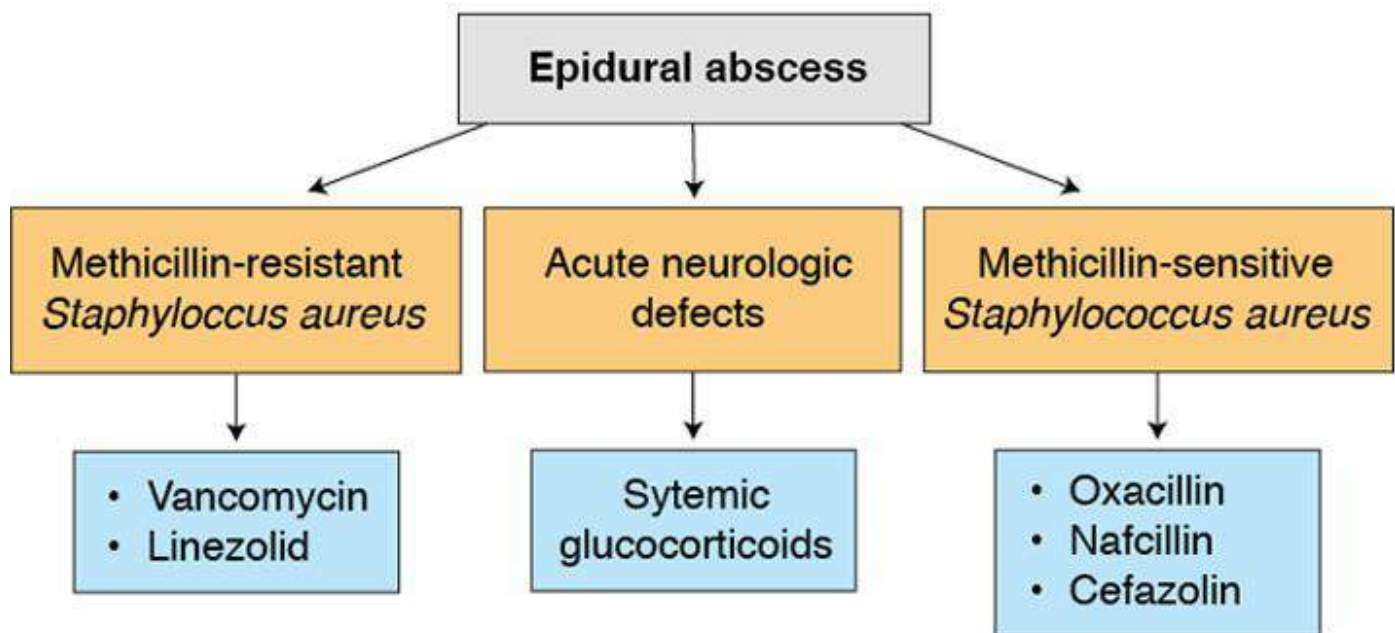 Epidural abscess
Methicillin-resistant
Staphyloccus aureus
Acute neurologic
defects
Methicillin-sensitive
Staphylococcus aureus
• Vancomycin
• Linezolid
Sytemic
glucocorticoids
• Oxacillin
• Nafcillin
• Cefazolin